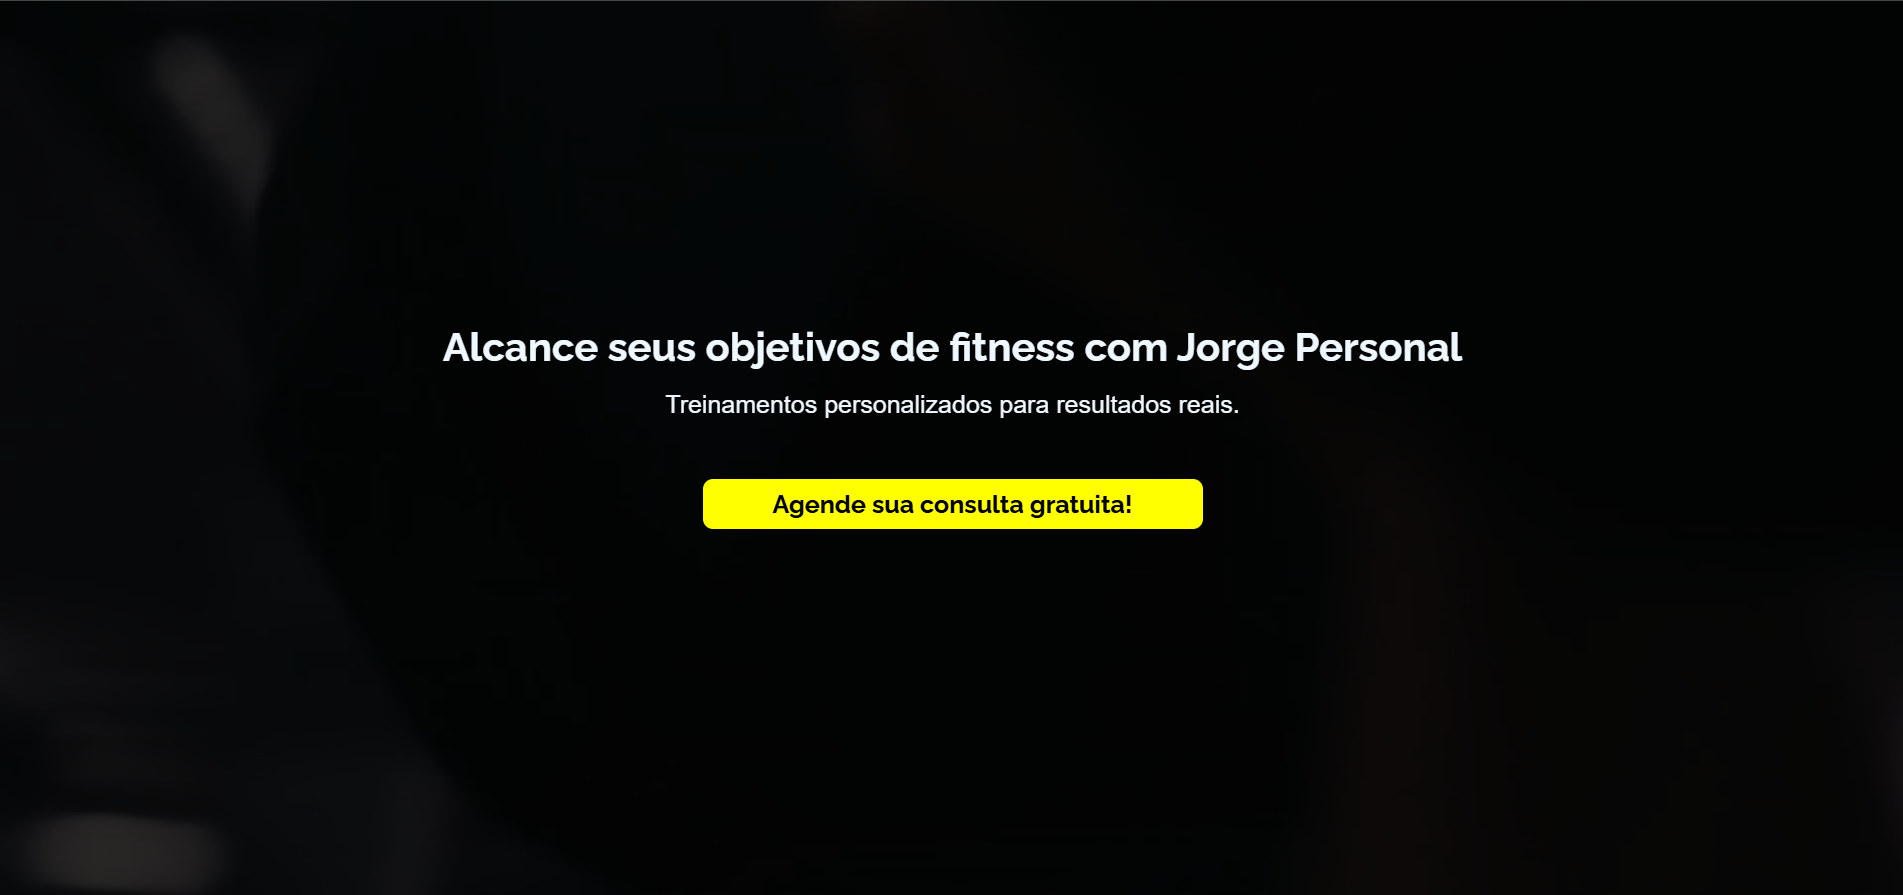 Alcance seus objetivos de fitness com Jorge Personal
Treinamentos personalizados para resultados reais.
Agende sua consulta gratuita!